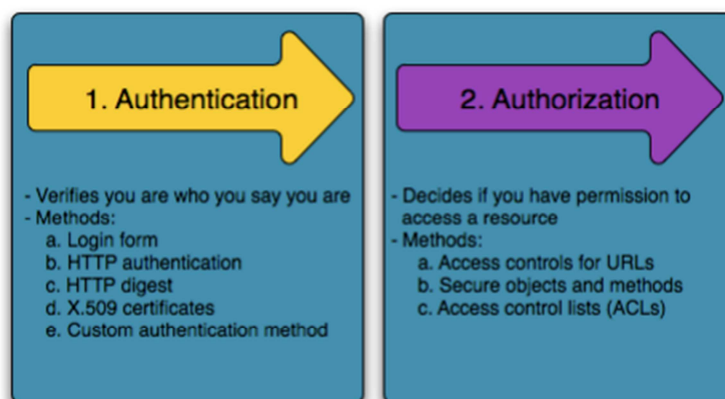 1. Authentication
- Verifies you are who you say you are
- Methods:
a. Login form
b. HTTP authentication
c. HTTP digest
d. X.509 certificates
e. Custom authentication method
2. Authorization
- Decides if you have permission to
access a resource
- Methods:
a. Access controls for URLs
b. Secure objects and methods
c. Access control lists (ACLs)